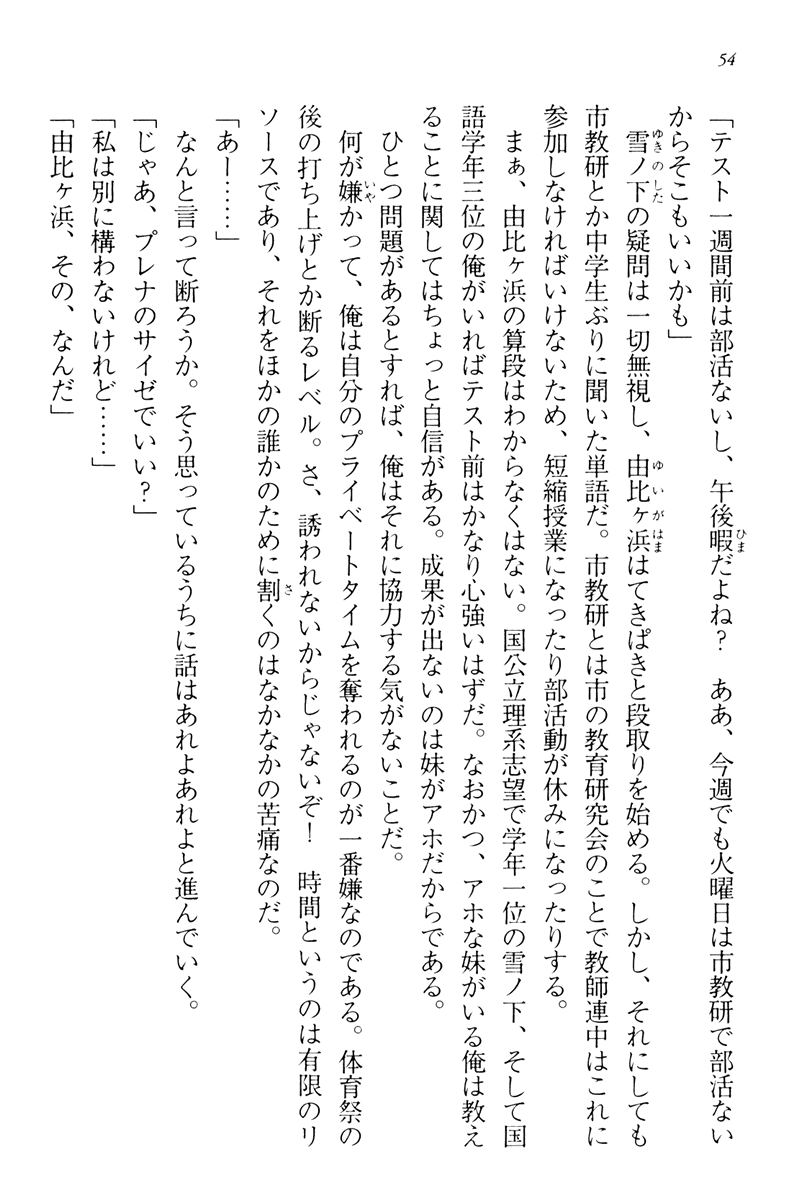 54
「テスト一週間前は部活ないし、午後暇だよね？　ああ、今週でも火曜日は市教研で部活ない
からそこもいいかも」
　雪ノ下の疑問は一切無視し、由比ヶ浜はてきぱきと段取りを始める。しかし、それにしても
市教研とか中学生ぶりに聞いた単語だ。市教研とは市の教育研究会のことで教師連中はこれに
参加しなければいけないため、短縮授業になったり部活動が休みになったりする。
　まぁ、由比ヶ浜の算段はわからなくはない。国公立理系志望で学年一位の雪ノ下、そして国
語学年三位の俺がいればテスト前はかなり心強いはずだ。なおかつ、アホな妹がいる俺は教え
ることに関してはちょっと自信がある。成果が出ないのは妹がアホだからである。
　ひとつ問題があるとすれば、俺はそれに協力する気がないことだ。
　何が嫌かって、俺は自分のプライベートタイムを奪われるのが一番嫌なのである。体育祭の
後の打ち上げとか断るレベル。さ、誘われないからじゃないぞ！　時間というのは有限のリ
ソースであり、それをほかの誰かのために割くのはなかなかの苦痛なのだ。
「あー……」
　なんと言って断ろうか。そう思っているうちに話はあれよあれよと進んでいく。
「じゃあ、プレナのサイゼでいい？」
「私は別に構わないけれど……」
「由比ヶ浜、その、なんだ」